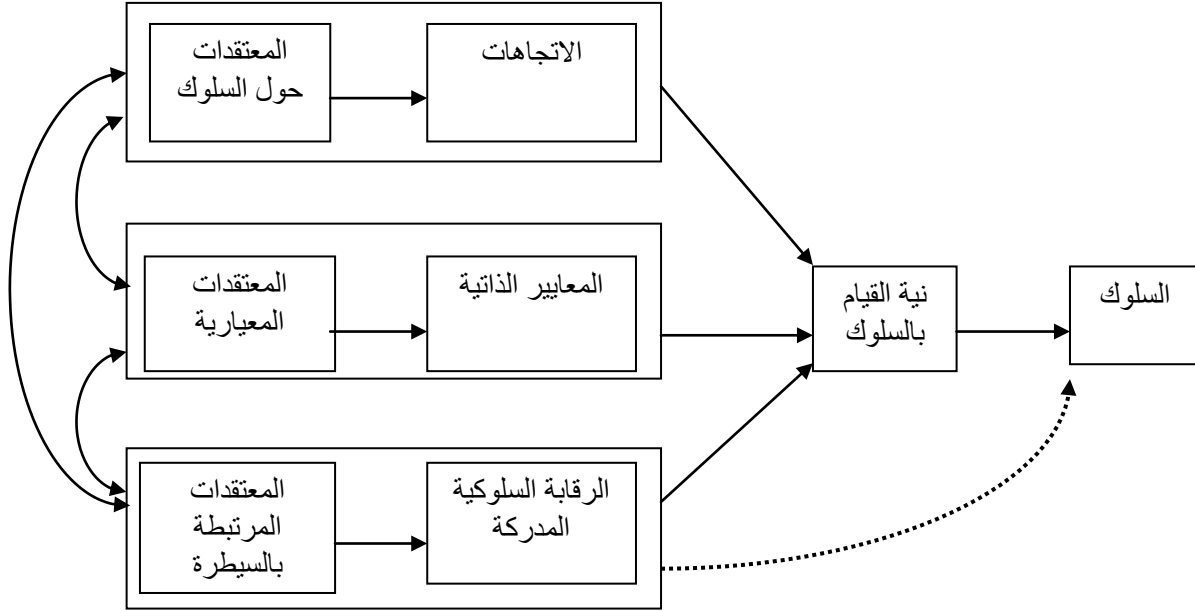 المعتقدات
حول السلوك
الاتجاهات
المعتقدات
المعيارية
المعايير الذاتية
نية القيام
بالسلوك
السلوك
المعتقدات
المرتبطة
بالسيطرة
الرقابة السلوكية
المدركة